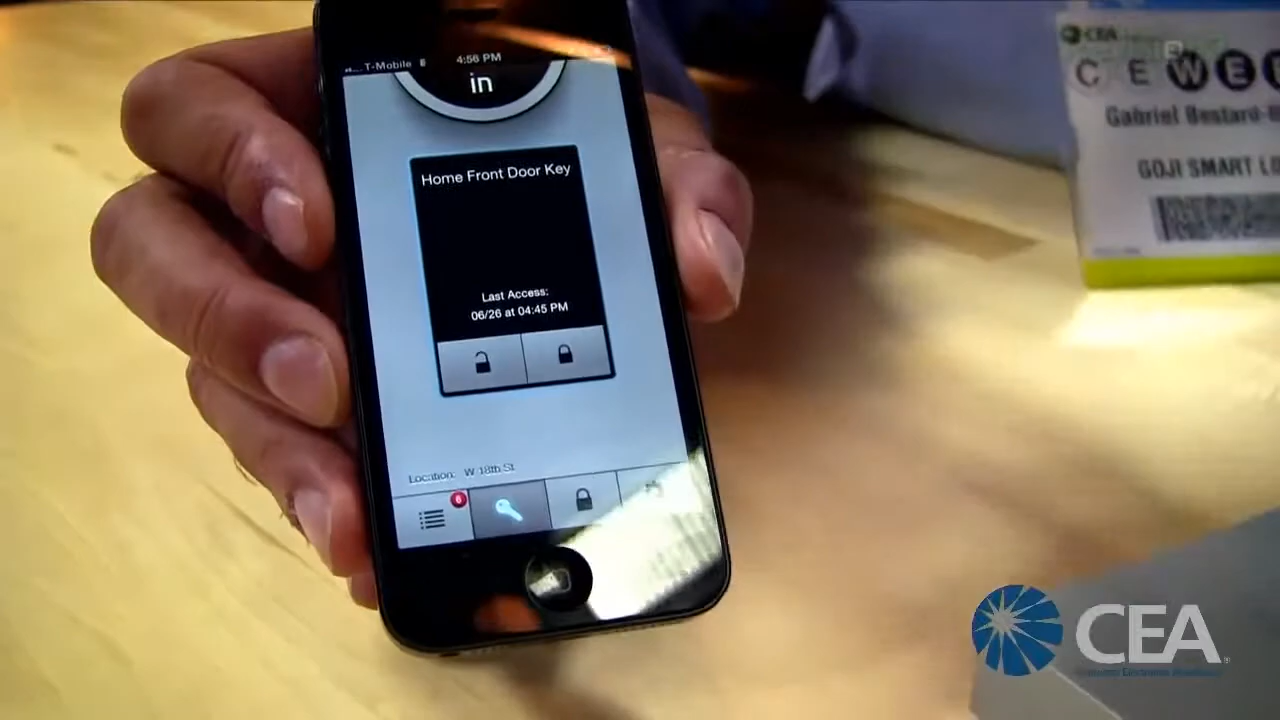 T-Mobile 4:56 PM
in
Home Front Door Key
Last Access:
06/26 at 04:45 PM
Location: W 18th St
6
CEA
C E WEE
Gabriel Bestard-
GOJI SMART LO
CEA